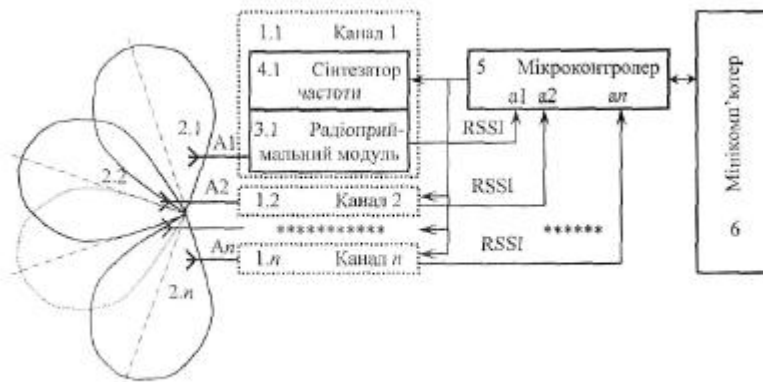 1.1 Канал 1
4.1 Сінтезатор
частоти
3.1 Радіоприй-
мальний модуль
5 Мікроконтролер
a1 a2 an
RSSI
Мінікомп'ютер
6
2.1
A1
2.2
A2
1.2 Канал 2
RSSI
***********
******
An
1.n Канал n
RSSI
2.n